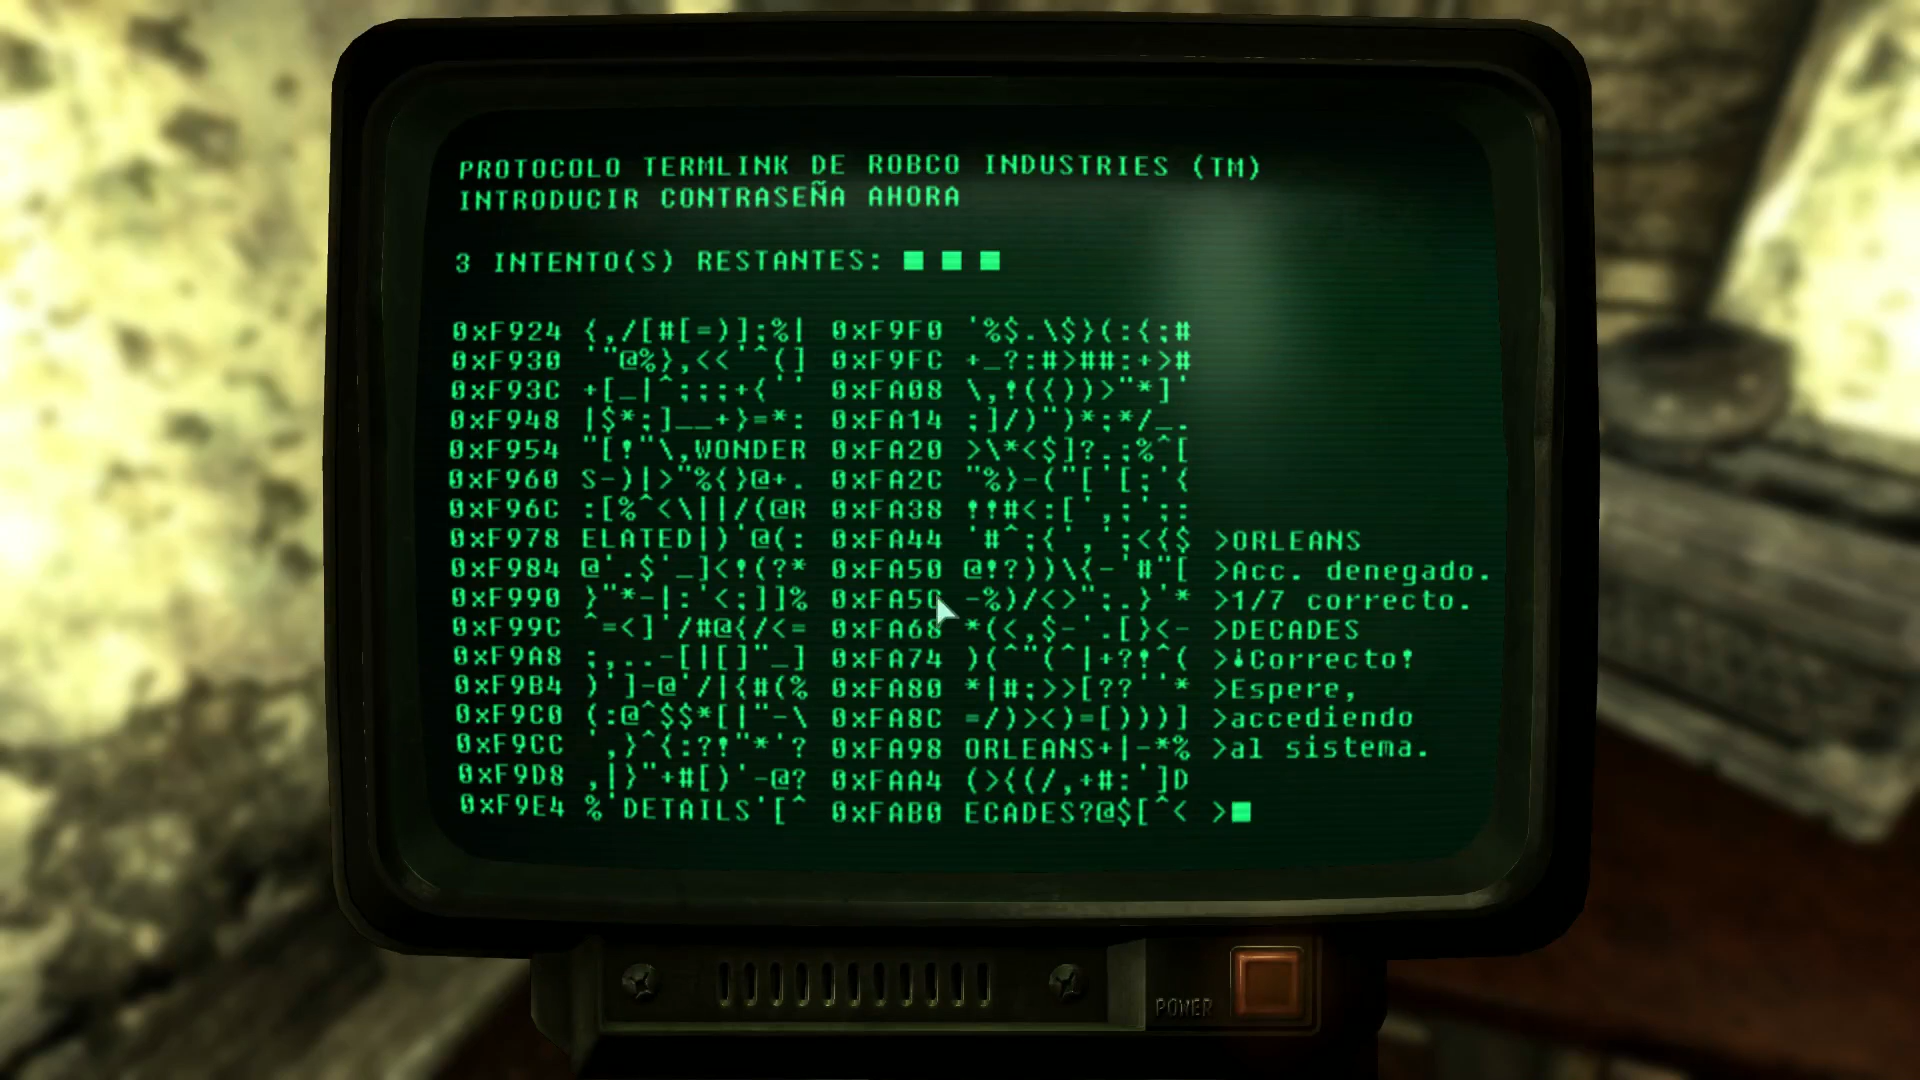 PROTOCOLO TERMLINK DE ROBCO INDUSTRIES (TM)
INTRODUCIR CONTRASEÑA AHORA
3 INTENTO(S) RESTANTES: ■ ■ ■
0xF924 {,/[#[=)];%| 0xF9F0 '%$.\$}(:{;#
0xF930 '"@%},<<'^(] 0xF9FC +_?:#>##:+>#
0xF93C +[_|^:;:+{'' 0xFA08 \,!({))>"*]'
0xF948 |$*;]__+}=*: 0xFA14 ;]/)")*:*/_.
0xF954 "[!"\,WONDER 0xFA20 >\*<$]?.:%^[
0xF960 S-)|>"%{}@+. 0xFA2C "%}-("['[;'{
0xF96C :[%^<\||/(@R 0xFA38 !!#<:[',;';:
0xF978 ELATED|)'@(: 0xFA44 '#^;{',';<{$ >ORLEANS
0xF984 @'.$'_]<!(?* 0xFA50 @!?))\{-'#"[ >Acc. denegado.
0xF990 }"*-|:'<;]]% 0xFA5C -%)/<>";.}'* >1/7 correcto.
0xF99C ^=<]'/#@{/<= 0xFA68 *(<,$-'.[}<- >DECADES
0xF9A8 ;,..-[|[]"_] 0xFA74 )(^"(^|+?!^( >¡Correcto!
0xF9B4 )']-@'/|{#(% 0xFA80 *|#;>>[??''* >Espere,
0xF9C0 (:@^$$*[|"-\ 0xFA8C =/)><)=[)))] >accediendo
0xF9CC ',}^{:?!"*'? 0xFA98 ORLEANS+|-*% >al sistema.
0xF9D8 ,|}"+#[)'-@? 0xFAA4 (>{(/,+#:']D
0xF9E4 %'DETAILS'[^ 0xFAB0 ECADES?@$[^< >■
POWER